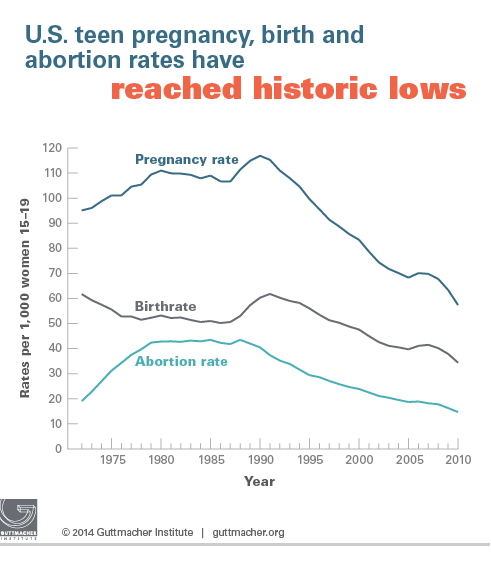 U.S. teen pregnancy, birth and
abortion rates have
reached historic lows
Rates per 1,000 women 15–19
120
110
100
90
80
70
60
50
40
30
20
10
0
Pregnancy rate
Birthrate
Abortion rate
1975 1980 1985 1990 1995 2000 2005 2010
Year
GUTTMACHER
INSTITUTE
© 2014 Guttmacher Institute | guttmacher.org